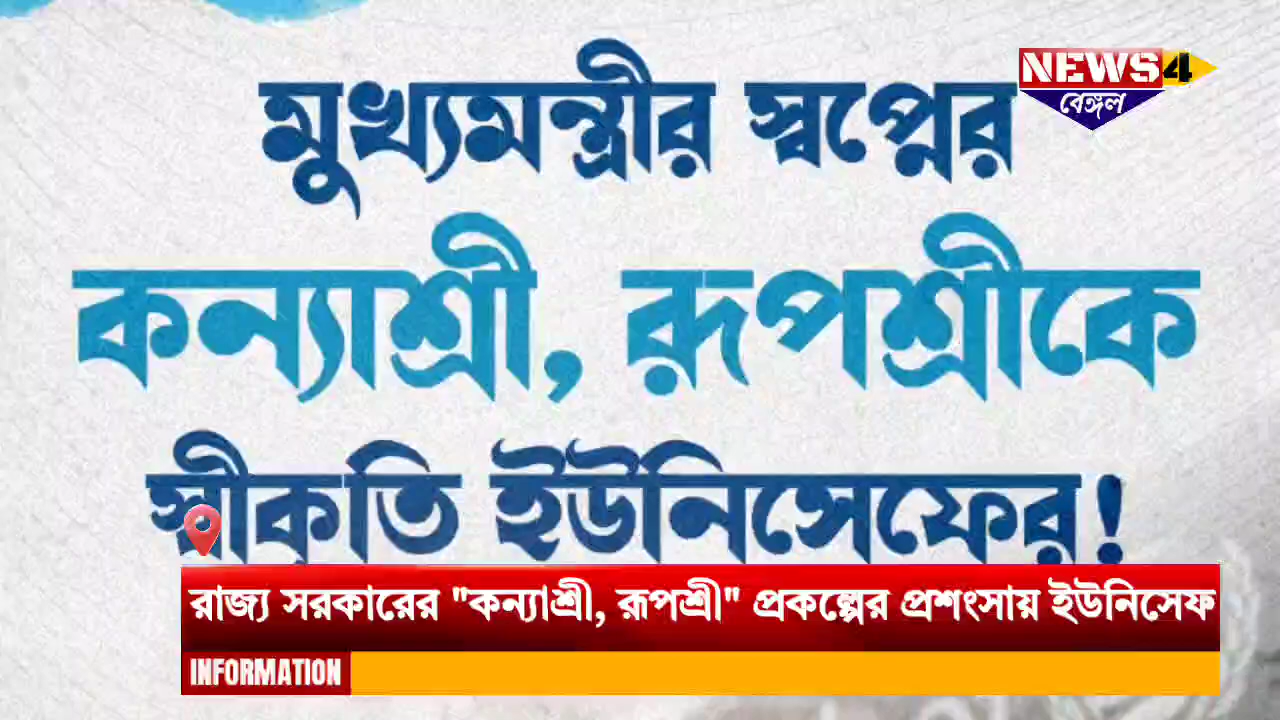 NEWS4
বেঙ্গল
মুখ্যমন্ত্রীর স্বপ্নের
কন্যাশ্রী, রূপশ্রীকে
স্বীকৃতি ইউনিসেফের!
রাজ্য সরকারের "কন্যাশ্রী, রূপশ্রী" প্রকল্পের প্রশংসায় ইউনিসেফ
INFORMATION